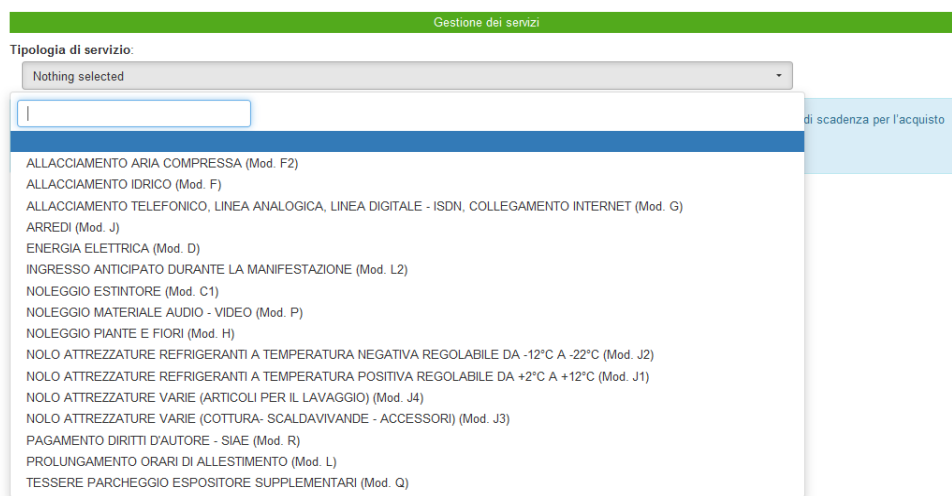 Gestione dei servizi
Tipologia di servizio:
Nothing selected
di scadenza per l'acquisto
ALLACCIAMENTO ARIA COMPRESSA (Mod. F2)
ALLACCIAMENTO IDRICO (Mod. F)
ALLACCIAMENTO TELEFONICO, LINEA ANALOGICA, LINEA DIGITALE - ISDN, COLLEGAMENTO INTERNET (Mod. G)
ARREDI (Mod. J)
ENERGIA ELETTRICA (Mod. D)
INGRESSO ANTICIPATO DURANTE LA MANIFESTAZIONE (Mod. L2)
NOLEGGIO ESTINTORE (Mod. C1)
NOLEGGIO MATERIALE AUDIO - VIDEO (Mod. P)
NOLEGGIO PIANTE E FIORI (Mod. H)
NOLO ATTREZZATURE REFRIGERANTI A TEMPERATURA NEGATIVA REGOLABILE DA -12°C A -22°C (Mod. J2)
NOLO ATTREZZATURE REFRIGERANTI A TEMPERATURA POSITIVA REGOLABILE DA +2°C A +12°C (Mod. J1)
NOLO ATTREZZATURE VARIE (ARTICOLI PER IL LAVAGGIO) (Mod. J4)
NOLO ATTREZZATURE VARIE (COTTURA- SCALDAVIVANDE - ACCESSORI) (Mod. J3)
PAGAMENTO DIRITTI D'AUTORE - SIAE (Mod. R)
PROLUNGAMENTO ORARI DI ALLESTIMENTO (Mod. L)
TESSERE PARCHEGGIO ESPOSITORE SUPPLEMENTARI (Mod. Q)